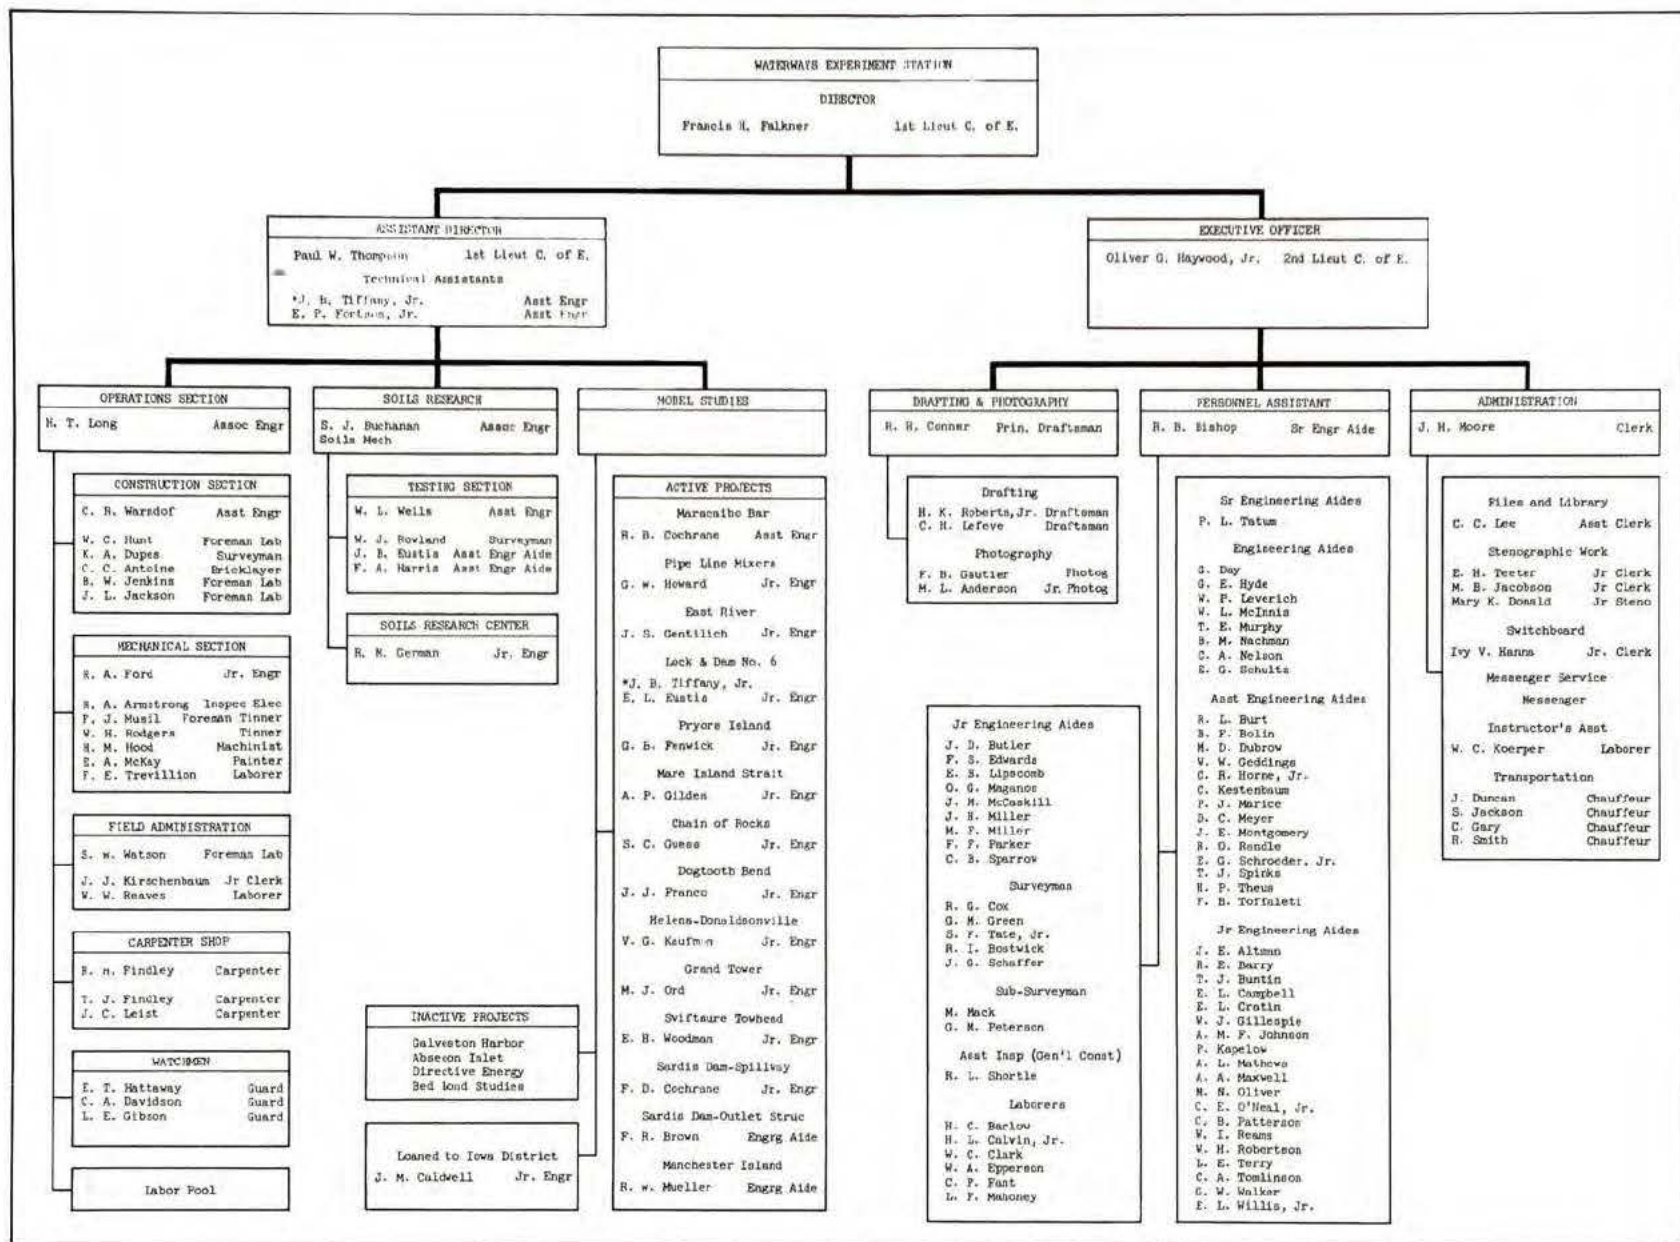 WATERWAYS EXPERIMENT STATION
DIRECTOR
Francis H. Falkner 1st Lieut C. of E.
ASSISTANT DIRECTOR
Paul W. Thompson 1st Lieut C. of E.
Technical Assistants
*J. B. Tiffany, Jr. Asst Engr
E. P. Fortson, Jr. Asst Engr
EXECUTIVE OFFICER
Oliver G. Haywood, Jr. 2nd Lieut C. of E.
OPERATIONS SECTION
H. T. Long Assoc Engr
CONSTRUCTION SECTION
C. R. Warndof Asst Engr
W. C. Hunt Foreman Lab
K. A. Dupes Surveyman
C. C. Antoine Bricklayer
B. W. Jenkins Foreman Lab
J. L. Jackson Foreman Lab
MECHANICAL SECTION
R. A. Ford Jr. Engr
R. A. Armstrong Inspec Elec
F. J. Musil Foreman Tinner
W. H. Rodgers Tinner
H. M. Hood Machinist
E. A. McKay Painter
F. E. Trevillion Laborer
FIELD ADMINISTRATION
S. W. Watson Foreman Lab
J. J. Kirschenbaum Jr Clerk
W. W. Reaves Laborer
CARPENTER SHOP
R. H. Findley Carpenter
T. J. Findley Carpenter
J. C. Leist Carpenter
WATCHMEN
E. T. Hattaway Guard
C. A. Davidson Guard
L. E. Gibson Guard
Labor Pool
SOILS RESEARCH
S. J. Buchanan Assoc Engr
Soils Mech
TESTING SECTION
W. L. Wells Asst Engr
W. J. Rowland Surveyman
J. B. Eustis Asst Engr Aide
F. A. Harris Asst Engr Aide
SOILS RESEARCH CENTER
R. R. German Jr. Engr
INACTIVE PROJECTS
Galveston Harbor
Absecon Inlet
Directive Energy
Bed Load Studies
Loaned to Iowa District
J. M. Caldwell Jr. Engr
MODEL STUDIES
ACTIVE PROJECTS
Maracaibo Bar
R. B. Cochrane Asst Engr
Pipe Line Mixers
G. W. Howard Jr. Engr
East River
J. S. Gentilich Jr. Engr
Lock & Dam No. 6
*J. B. Tiffany, Jr.
E. L. Eustis Jr. Engr
Pryors Island
G. B. Fenwick Jr. Engr
Mare Island Strait
A. P. Gildea Jr. Engr
Chain of Rocks
S. C. Guess Jr. Engr
Dogtooth Bend
J. J. Franco Jr. Engr
Helena-Donaldsonville
V. G. Kaufman Jr. Engr
Grand Tower
M. J. Ord Jr. Engr
Swiftsure Towhead
E. H. Woodman Jr. Engr
Sardis Dam-Spillway
F. D. Cochrane Jr. Engr
Sardis Dam-Outlet Struc
F. R. Brown Engrg Aide
Manchester Island
R. W. Mueller Engrg Aide
DRAFTING & PHOTOGRAPHY
R. H. Conner Prin. Draftsman
Drafting
H. K. Roberts, Jr. Draftsman
C. H. Lefeve Draftsman
Photography
F. B. Gautier Photog
M. L. Anderson Jr. Photog
PERSONNEL ASSISTANT
R. B. Bishop Sr Engr Aide
Jr Engineering Aides
J. D. Butler
F. S. Edwards
E. B. Lipscomb
O. G. Maganos
J. M. McCaskill
J. H. Miller
M. F. Miller
F. F. Parker
C. B. Sparrow
Surveyman
R. G. Cox
G. M. Green
S. F. Tate, Jr.
R. I. Bostwick
J. G. Schaffer
Sub-Surveyman
M. Mack
G. M. Peterson
Asst Insp (Gen'l Const)
R. L. Shortle
Laborers
H. C. Barlow
H. L. Calvin, Jr.
W. C. Clark
W. A. Epperson
C. P. Fant
L. F. Mahoney
Sr Engineering Aides
P. L. Tatum
Engineering Aides
G. Day
G. E. Hyde
W. P. Leverich
W. L. McInnis
T. E. Murphy
B. M. Nachman
C. A. Nelson
E. G. Schultz
Asst Engineering Aides
R. L. Burt
B. F. Bolin
M. D. Dubrow
W. W. Geddings
C. R. Horne, Jr.
C. Kestenbaum
P. J. Marice
D. C. Meyer
J. E. Montgomery
R. O. Randle
E. G. Schroeder, Jr.
T. J. Spinks
H. P. Theus
F. B. Toffaleti
Jr Engineering Aides
J. E. Altman
R. E. Barry
T. J. Buntin
E. L. Campbell
E. L. Cratin
W. J. Gillespie
A. M. F. Johnson
P. Kapelow
A. L. Mathews
A. A. Maxwell
M. N. Oliver
C. E. O'Neal, Jr.
C. B. Patterson
W. I. Reams
W. H. Robertson
L. E. Terry
C. A. Tomlinson
G. W. Walker
E. L. Willis, Jr.
ADMINISTRATION
J. H. Moore Clerk
Files and Library
C. C. Lee Asst Clerk
Stenographic Work
E. H. Teeter Jr Clerk
M. B. Jacobson Jr Clerk
Mary K. Donald Jr Steno
Switchboard
Ivy V. Hanna Jr. Clerk
Messenger Service
Messenger
Instructor's Asst
W. C. Koerper Laborer
Transportation
J. Duncan Chauffeur
S. Jackson Chauffeur
C. Gary Chauffeur
R. Smith Chauffeur